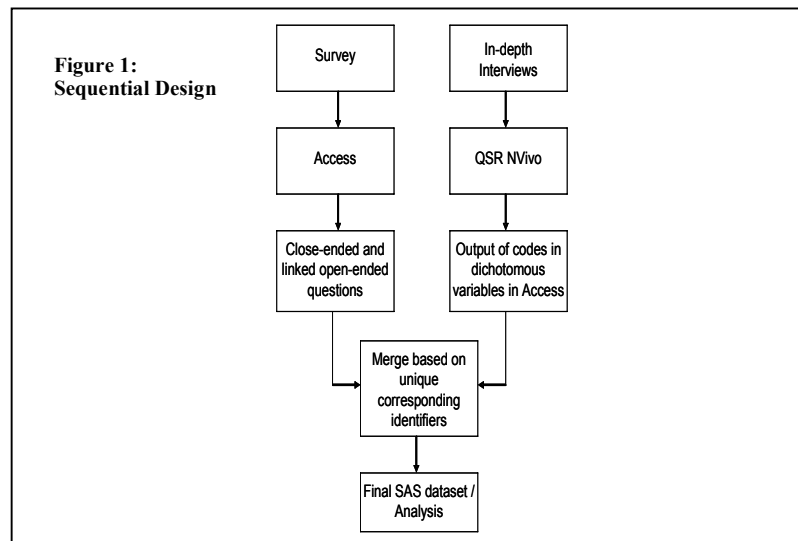 Figure 1:
Sequential Design
Survey
In-depth
Interviews
Access
QSR NVivo
Close-ended and
linked open-ended
questions
Output of codes in
dichotomous
variables in Access
Merge based on
unique
corresponding
identifiers
Final SAS dataset /
Analysis